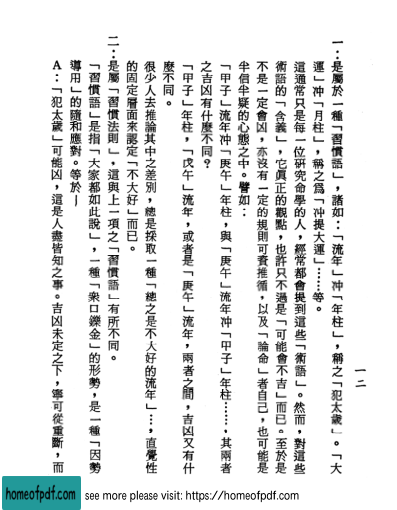 一二
一：是屬於一種「習慣語」，諸如：「流年」冲「年柱」，稱之「犯太歲」。「大
運」冲「月柱」，稱之爲「冲提大運」……等。
這通常只是每一位研究命學的人，經常都會提到這些「術語」。然而，對這些
術語的「含義」，它眞正的觀點，也許只不過是「可能會不吉」而已。至於是
不是一定會凶，亦沒有一定的規則可資推循，以及「論命」者自己，也可能是
半信半疑的心態之中。譬如：
「甲子」流年冲「庚午」年柱，與「庚午」流年冲「甲子」年柱……，其兩者
之吉凶有什麼不同？
「甲子」年柱，「戊午」流年，或者是「庚午」流年，兩者之間，吉凶又有什
麼不同。
很少人去推論其中之差別，總是採取一種「總之是不大好的流年」…，直覺性
的固定層面來認定「不大好」而已。
二：是屬「習慣法則」，這與上一項之「習慣語」有所不同。
「習慣語」是指「大家都如此說」，一種「衆口鑠金」的形勢，是一種「因勢
導用」的隨和應對。等於—
A：「犯太歲」可能凶，這是人盡皆知之事。吉凶未定之下，寧可從重斷，而
homeofpdf.com
see more please visit: https://homeofpdf.com